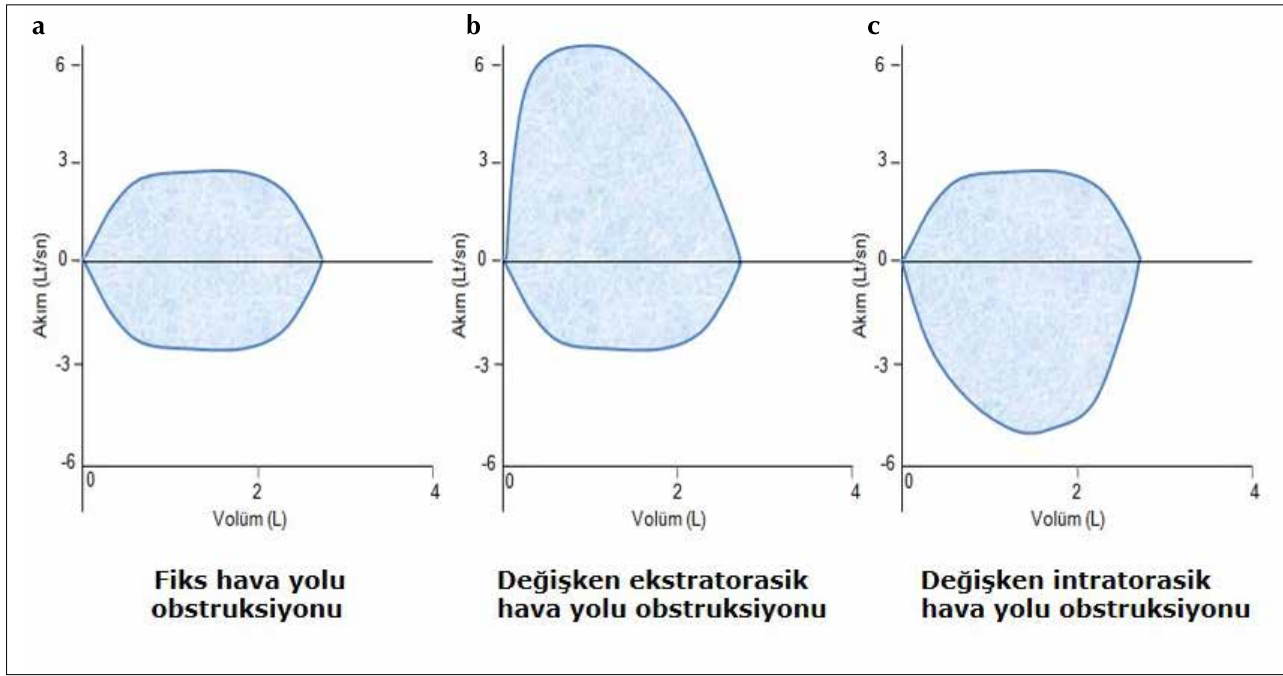 a
6
3
0
-3
-6
Akım (Lt/sn)
0
2
4
Volüm (L)
Fiks hava yolu
obstruksiyonu
b
6
3
0
-3
-6
Akım (Lt/sn)
0
2
4
Volüm (L)
Değişken ekstratorasik
hava yolu obstruksiyonu
c
6
3
0
-3
-6
Akım (Lt/sn)
0
2
4
Volüm (L)
Değişken intratorasik
hava yolu obstruksiyonu